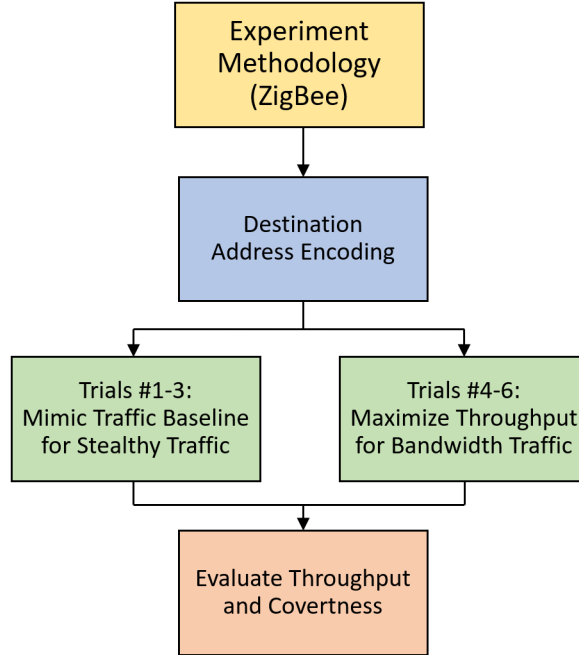 Experiment
Methodology
(ZigBee)
Destination
Address Encoding
Trials #1-3:
Mimic Traffic Baseline
for Stealthy Traffic
Trials #4-6:
Maximize Throughput
for Bandwidth Traffic
Evaluate Throughput
and Covertness